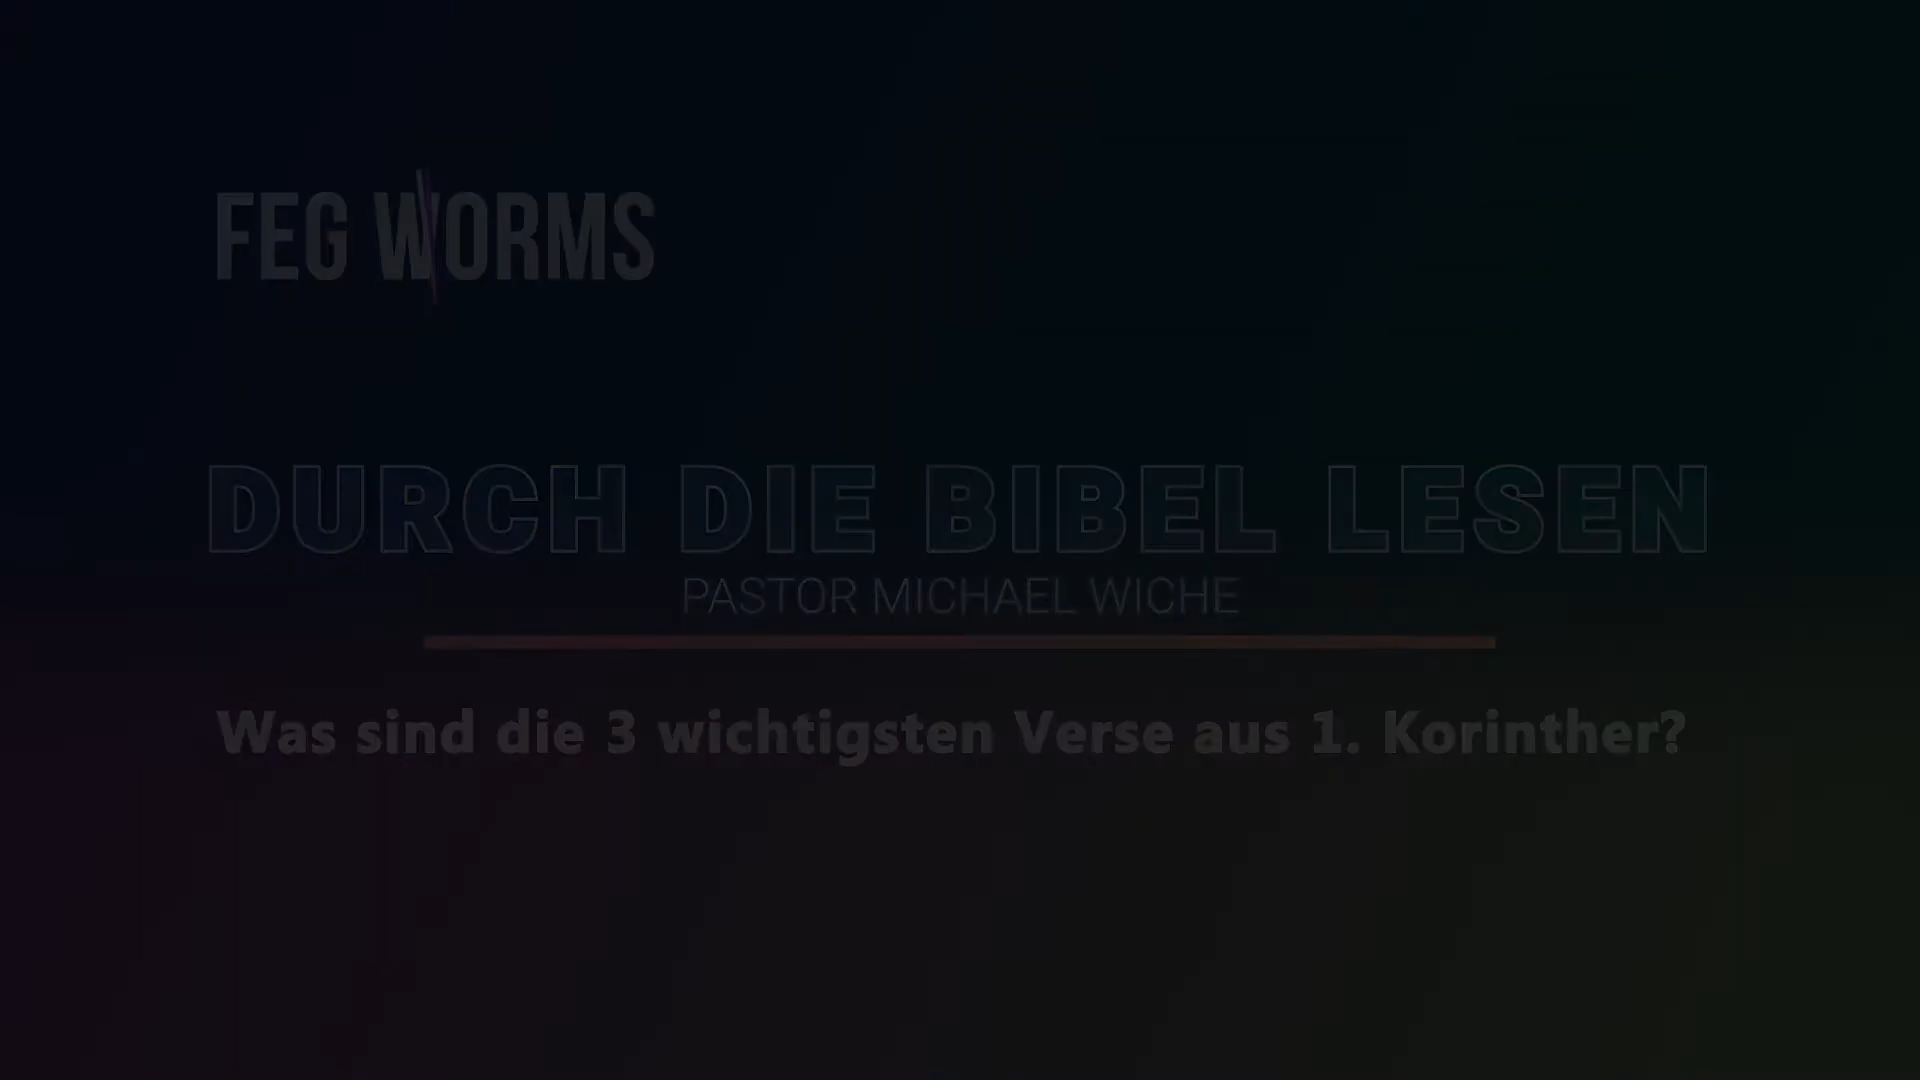 FEG WORMS
DURCH DIE BIBEL LESEN
PASTOR MICHAEL WICHE
Was sind die 3 wichtigsten Verse aus 1. Korinther?